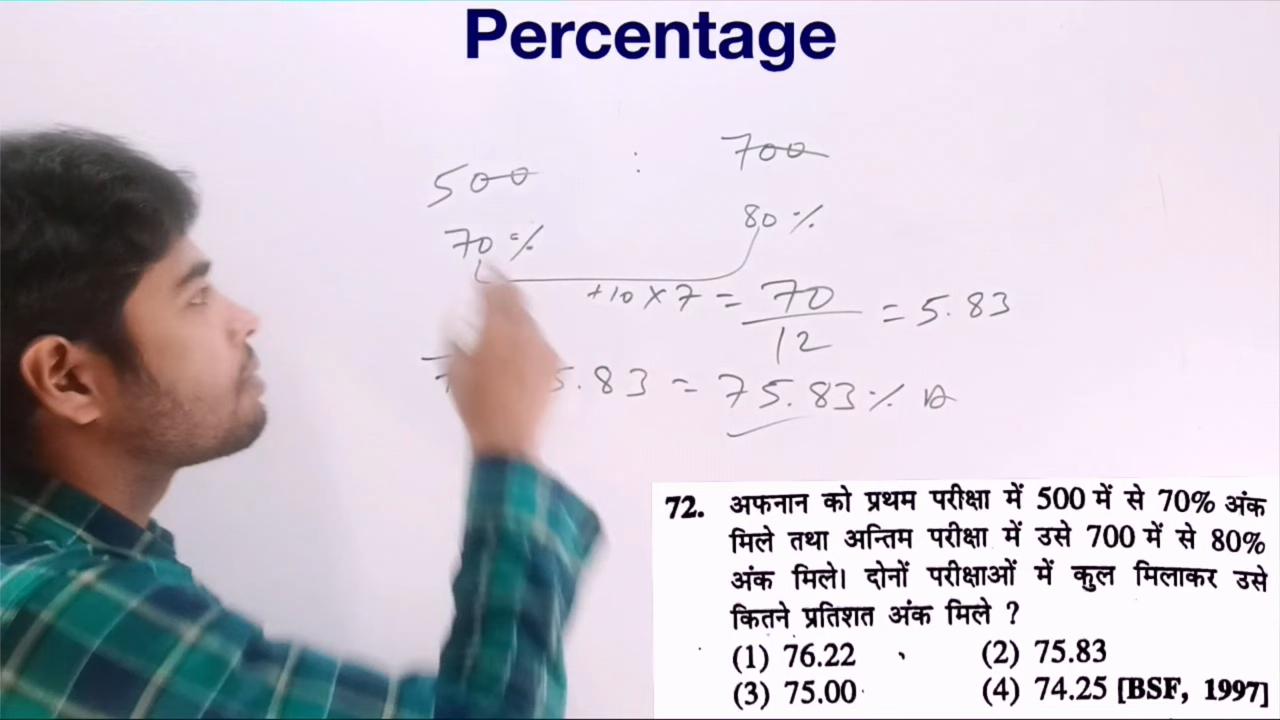 Percentage
500 : 700
70% 80%
+10 × 7 = 70/12 = 5.83
5.83 = 75.83%
72. अफनान को प्रथम परीक्षा में 500 में से 70% अंक
मिले तथा अन्तिम परीक्षा में उसे 700 में से 80%
अंक मिले। दोनों परीक्षाओं में कुल मिलाकर उसे
कितने प्रतिशत अंक मिले ?
(1) 76.22 (2) 75.83
(3) 75.00 (4) 74.25 [BSF, 1997]